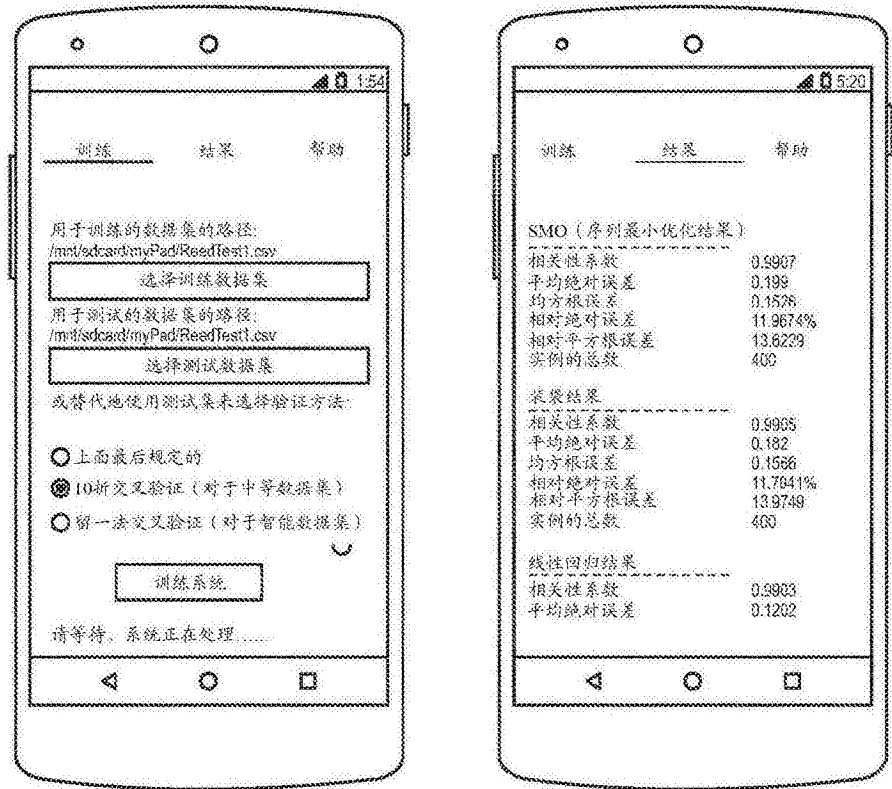 1:54
训练 结果 帮助
用于训练的数据集的路径:
/mnt/sdcard/myPad/ReedTest1.csv
选择训练数据集
用于测试的数据集的路径:
/mnt/sdcard/myPad/ReedTest1.csv
选择测试数据集
或替代地使用测试集来选择验证方法:
上面最后规定的
10折交叉验证（对于中等数据集）
留一法交叉验证（对于智能数据集）
训练系统
请等待。系统正在处理......
5:20
训练 结果 帮助
SMO（序列最小优化结果）
相关性系数 0.9907
平均绝对误差 0.199
均方根误差 0.1526
相对绝对误差 11.9674%
相对平方根误差 13.6239
实例的总数 400
装袋结果
相关性系数 0.9905
平均绝对误差 0.182
均方根误差 0.1566
相对绝对误差 11.7941%
相对平方根误差 13.9749
实例的总数 400
线性回归结果
相关性系数 0.9903
平均绝对误差 0.1202